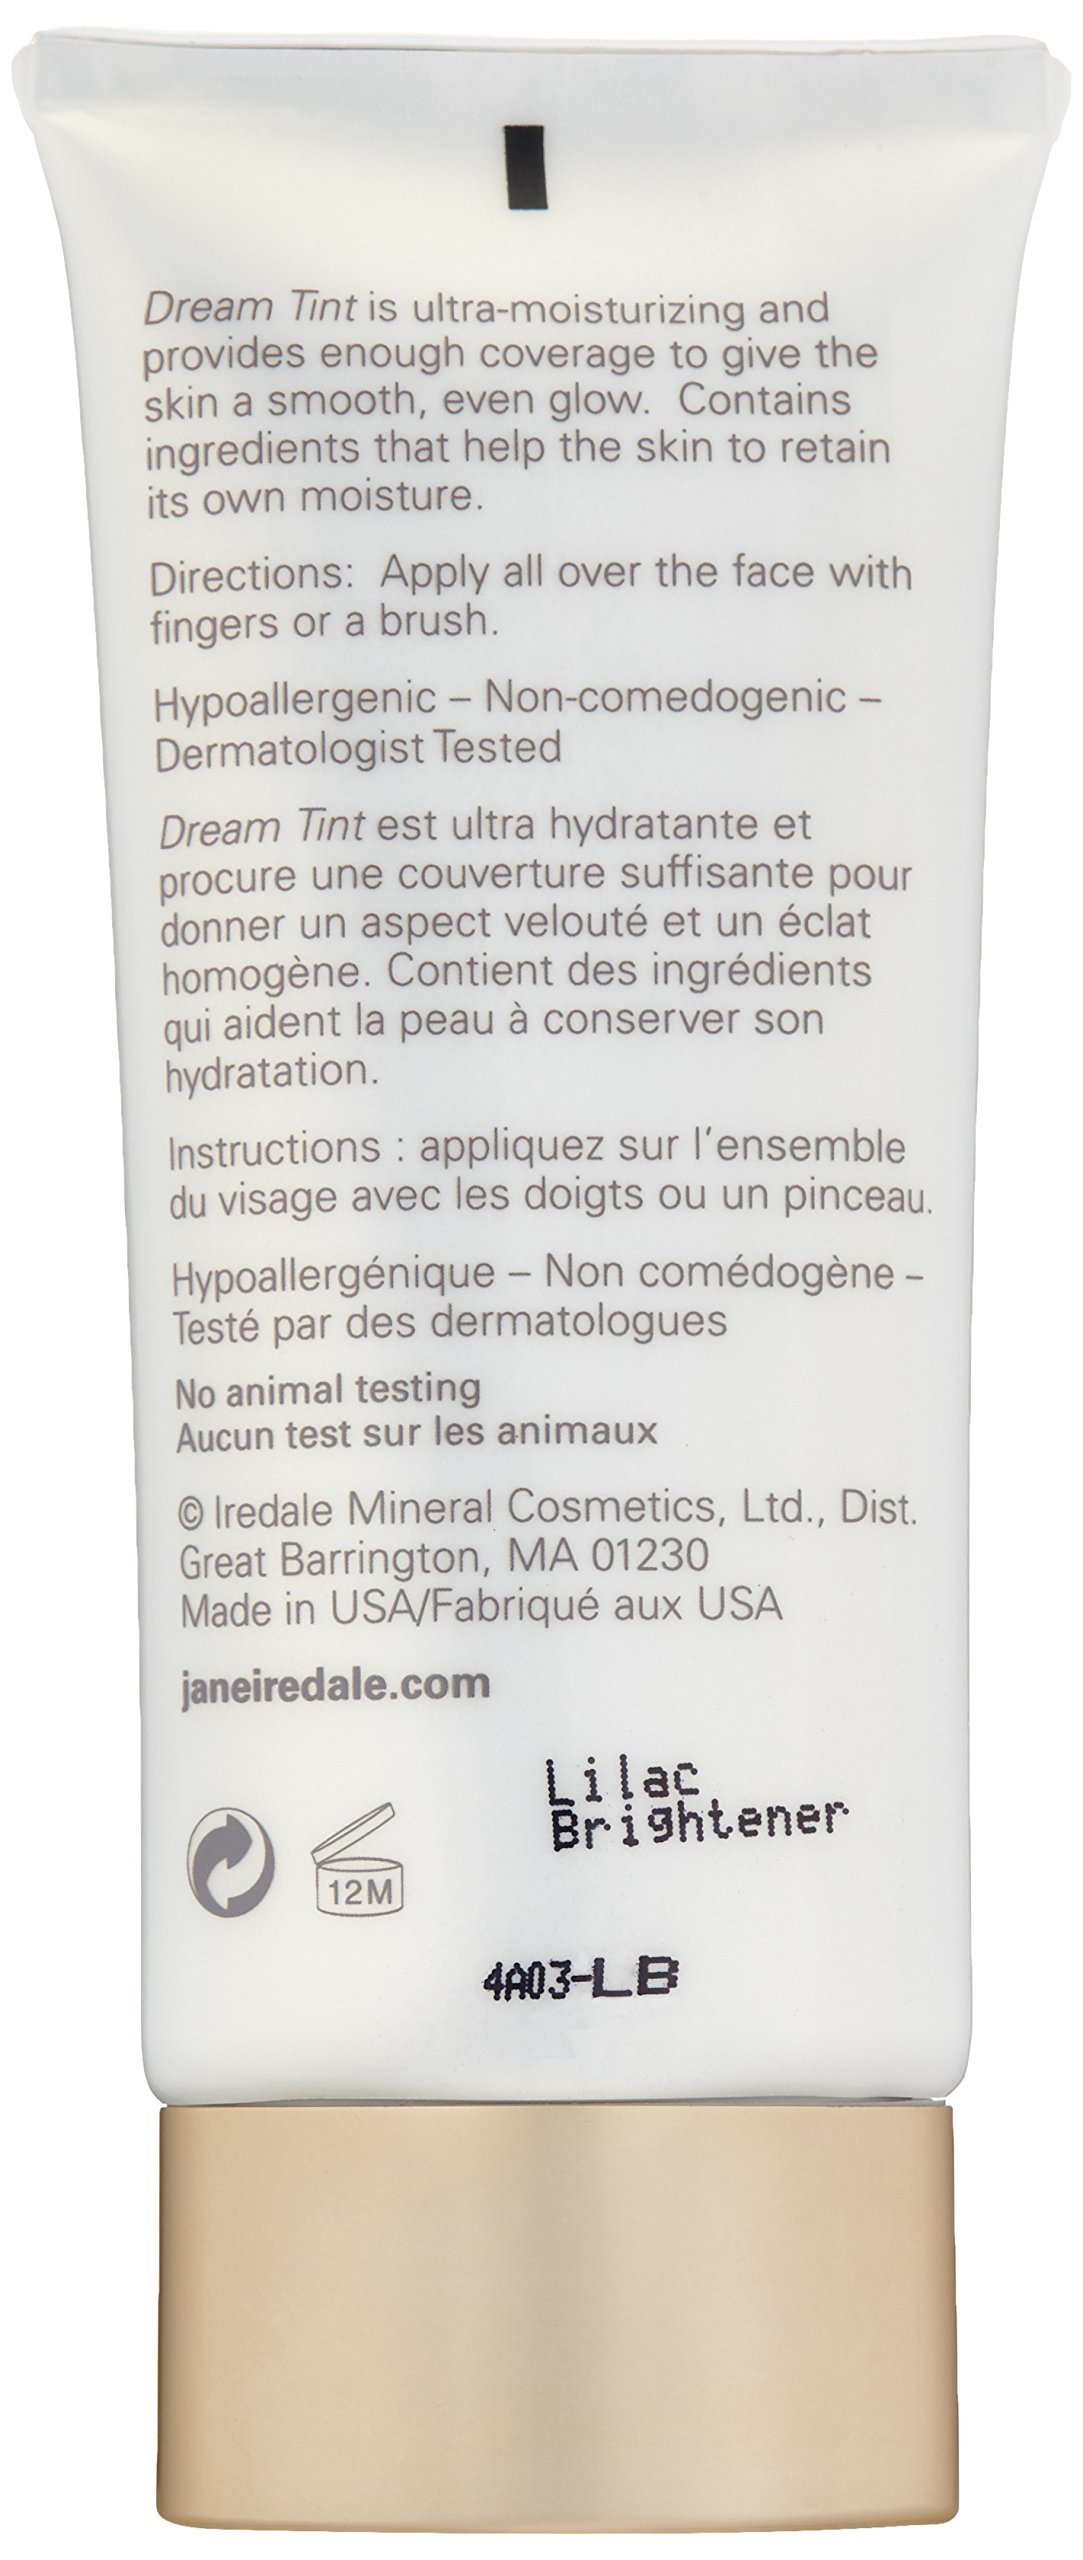 Dream Tint is ultra-moisturizing and
provides enough coverage to give the
skin a smooth, even glow. Contains
ingredients that help the skin to retain
its own moisture.
Directions: Apply all over the face with
fingers or a brush.
Hypoallergenic – Non-comedogenic –
Dermatologist Tested
Dream Tint est ultra hydratante et
procure une couverture suffisante pour
donner un aspect velouté et un éclat
homogène. Contient des ingrédients
qui aident la peau à conserver son
hydratation.
Instructions : appliquez sur l'ensemble
du visage avec les doigts ou un pinceau.
Hypoallergénique – Non comédogène –
Testé par des dermatologues
No animal testing
Aucun test sur les animaux
© Iredale Mineral Cosmetics, Ltd., Dist.
Great Barrington, MA 01230
Made in USA/Fabriqué aux USA
janeiredale.com
Lilac
Brightener
12M
4A03-LB